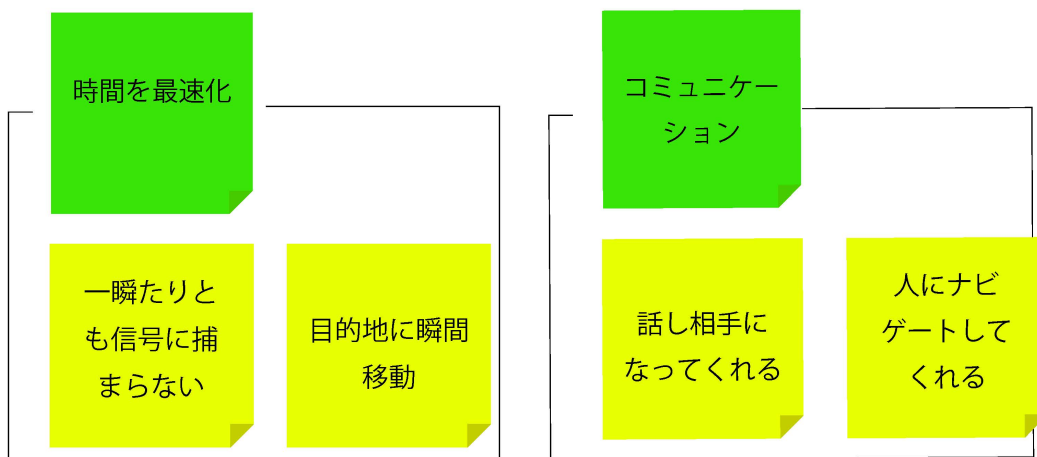 時間を最速化
コミュニケー
ション
一瞬たりと
も信号に捕
まらない
目的地に瞬間
移動
話し相手に
なってくれる
人にナビ
ゲートして
くれる